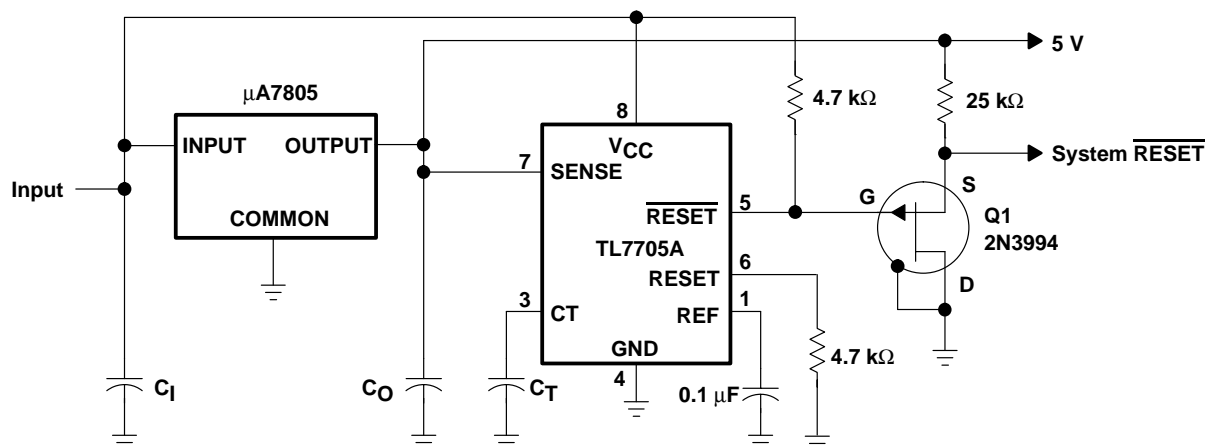 5 V
μA7805
4.7 kΩ
25 kΩ
8
INPUT
OUTPUT
VCC
7
SENSE
System RESET
Input
G
S
COMMON
RESET
5
Q1
2N3994
TL7705A
6
RESET
D
3
CT
REF
1
GND
4.7 kΩ
4
CI
CO
CT
0.1 μF